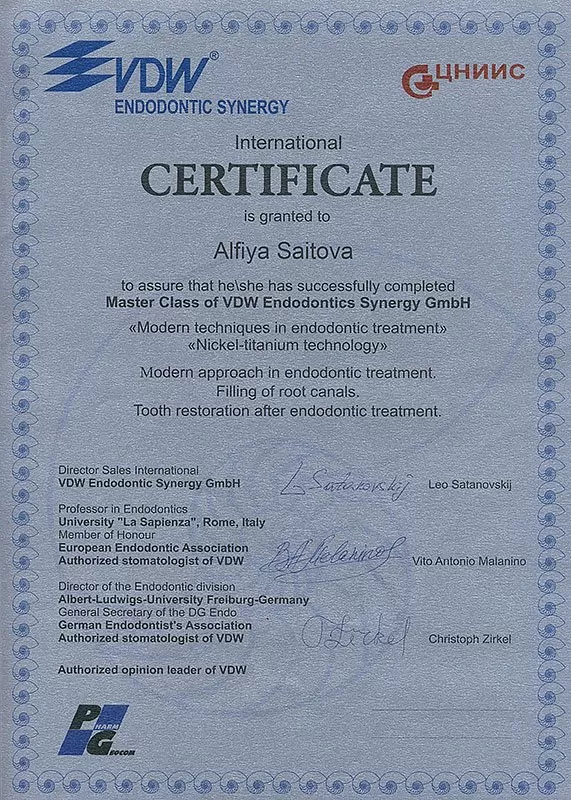 VDW®
ENDODONTIC SYNERGY
ЦНИИС
International
CERTIFICATE
is granted to
Alfiya Saitova
to assure that he\she has successfully completed
Master Class of VDW Endodontics Synergy GmbH
«Modern techniques in endodontic treatment»
«Nickel-titanium technology»
Modern approach in endodontic treatment.
Filling of root canals.
Tooth restoration after endodontic treatment.
Director Sales International
VDW Endodontic Synergy GmbH
L Satanovskij
Leo Satanovskij
Professor in Endodontics
University "La Sapienza", Rome, Italy
Member of Honour
European Endodontic Association
Authorized stomatologist of VDW
Vito Antonio Malanino
Director of the Endodontic division
Albert-Ludwigs-University Freiburg-Germany
General Secretary of the DG Endo
German Endodontist's Association
Authorized stomatologist of VDW
Christoph Zirkel
Authorized opinion leader of VDW
PHARM
GEOCOM